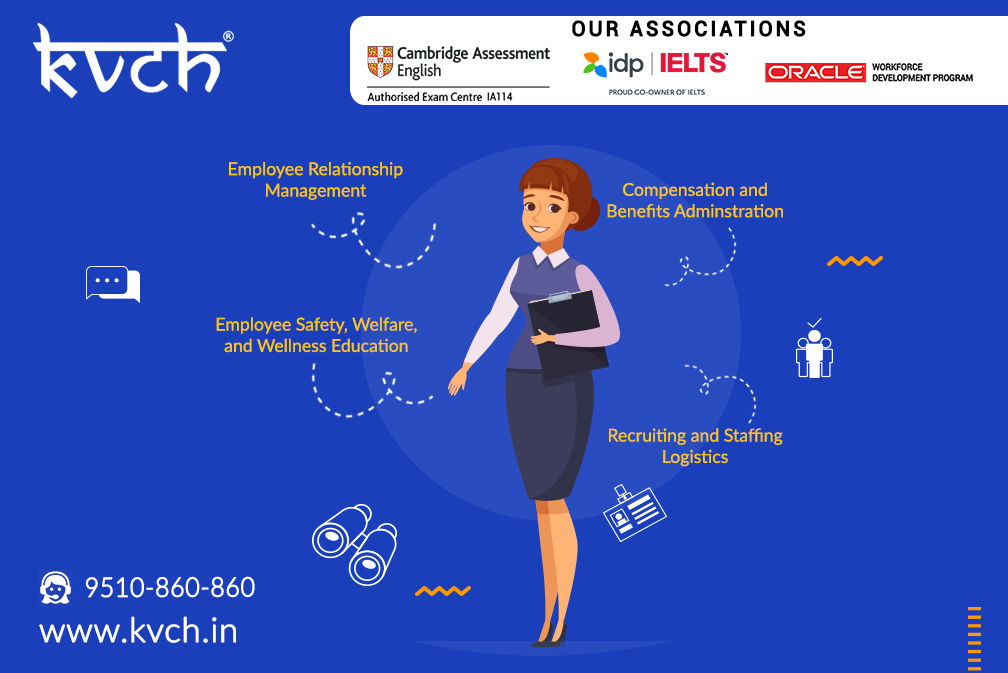 kvch®
OUR ASSOCIATIONS
Cambridge Assessment
English
Authorised Exam Centre IA114
idp | IELTS™
PROUD CO-OWNER OF IELTS
ORACLE
WORKFORCE
DEVELOPMENT PROGRAM
Employee Relationship
Management
Compensation and
Benefits Adminstration
Employee Safety, Welfare,
and Wellness Education
Recruiting and Staffing
Logistics
9510-860-860
www.kvch.in